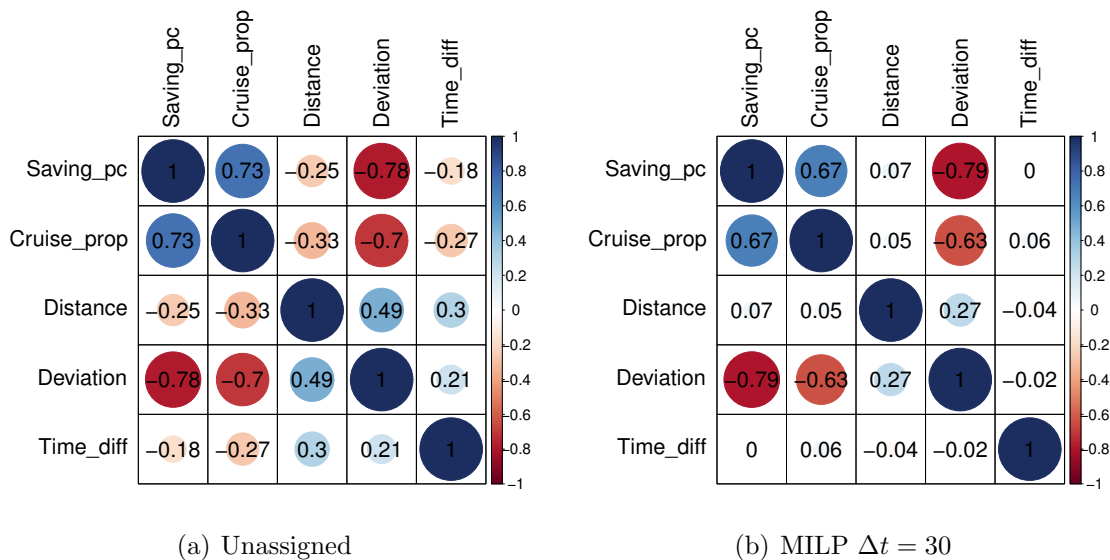 Saving_pc Cruise_prop Distance Deviation Time_diff
Saving_pc 1 0.73 −0.25 −0.78 −0.18
Cruise_prop 0.73 1 −0.33 −0.7 −0.27
Distance −0.25 −0.33 1 0.49 0.3
Deviation −0.78 −0.7 0.49 1 0.21
Time_diff −0.18 −0.27 0.3 0.21 1
1
0.8
0.6
0.4
0.2
0
−0.2
−0.4
−0.6
−0.8
−1
(a) Unassigned
Saving_pc Cruise_prop Distance Deviation Time_diff
Saving_pc 1 0.67 0.07 −0.79 0
Cruise_prop 0.67 1 0.05 −0.63 0.06
Distance 0.07 0.05 1 0.27 −0.04
Deviation −0.79 −0.63 0.27 1 −0.02
Time_diff 0 0.06 −0.04 −0.02 1
1
0.8
0.6
0.4
0.2
0
−0.2
−0.4
−0.6
−0.8
−1
(b) MILP Δt = 30